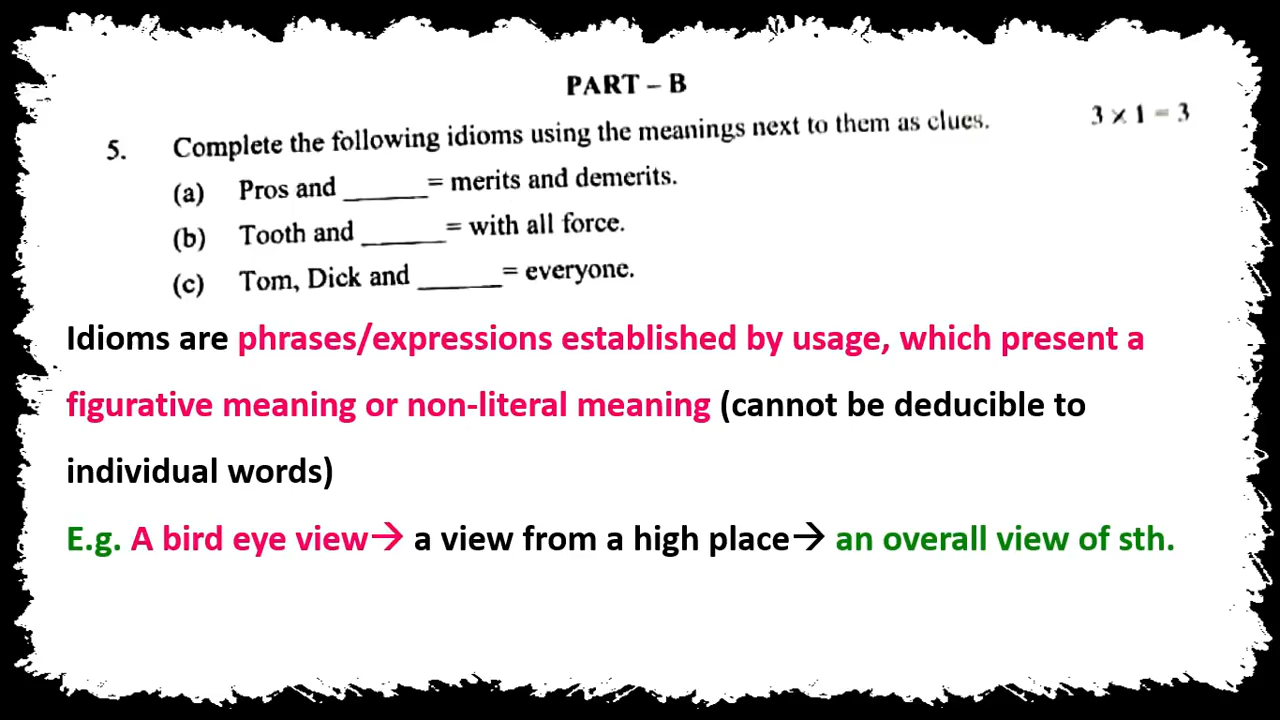 PART – B
5. Complete the following idioms using the meanings next to them as clues. 3 × 1 = 3
(a) Pros and ______= merits and demerits.
(b) Tooth and ______= with all force.
(c) Tom, Dick and ______= everyone.
Idioms are phrases/expressions established by usage, which present a
figurative meaning or non-literal meaning (cannot be deducible to
individual words)
E.g. A bird eye view→ a view from a high place→ an overall view of sth.